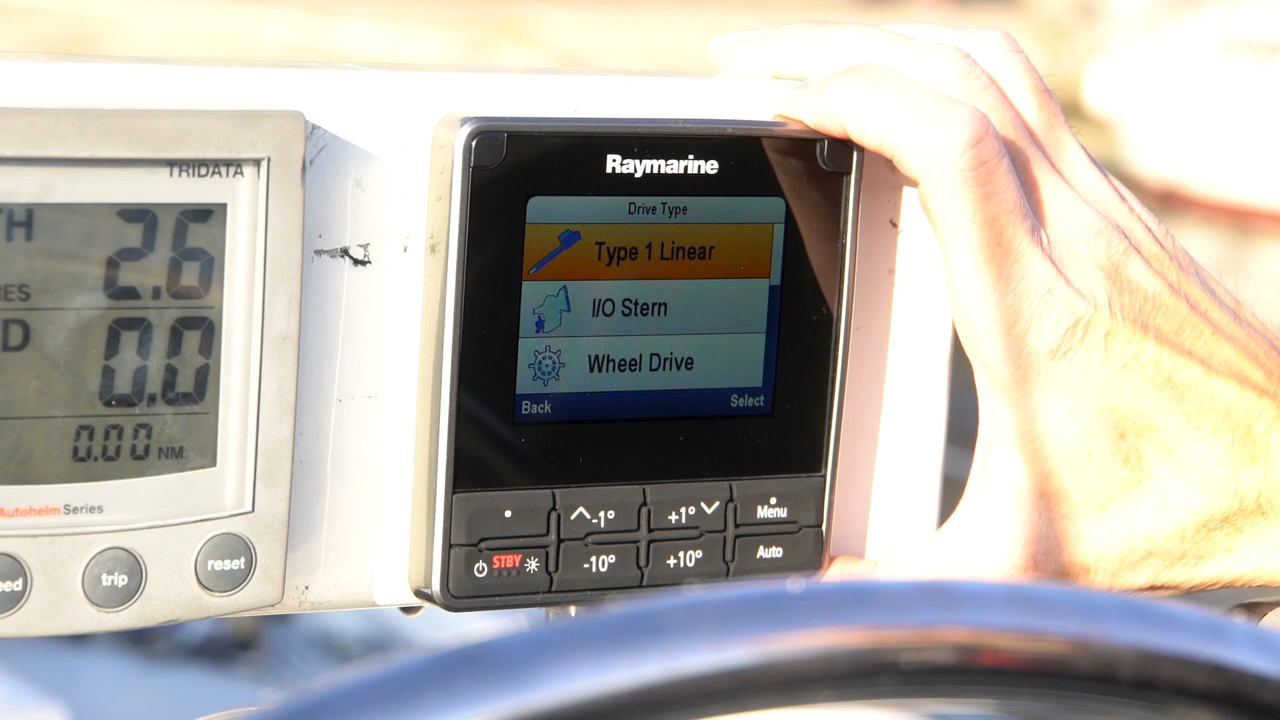 TRIDATA
TH
2.6
RES
D
0.0
0.00 NM
Autohelm Series
eed
trip
reset
Raymarine
Drive Type
Type 1 Linear
I/O Stern
Wheel Drive
Back
Select
-1°
+1°
Menu
STBY
-10°
+10°
Auto